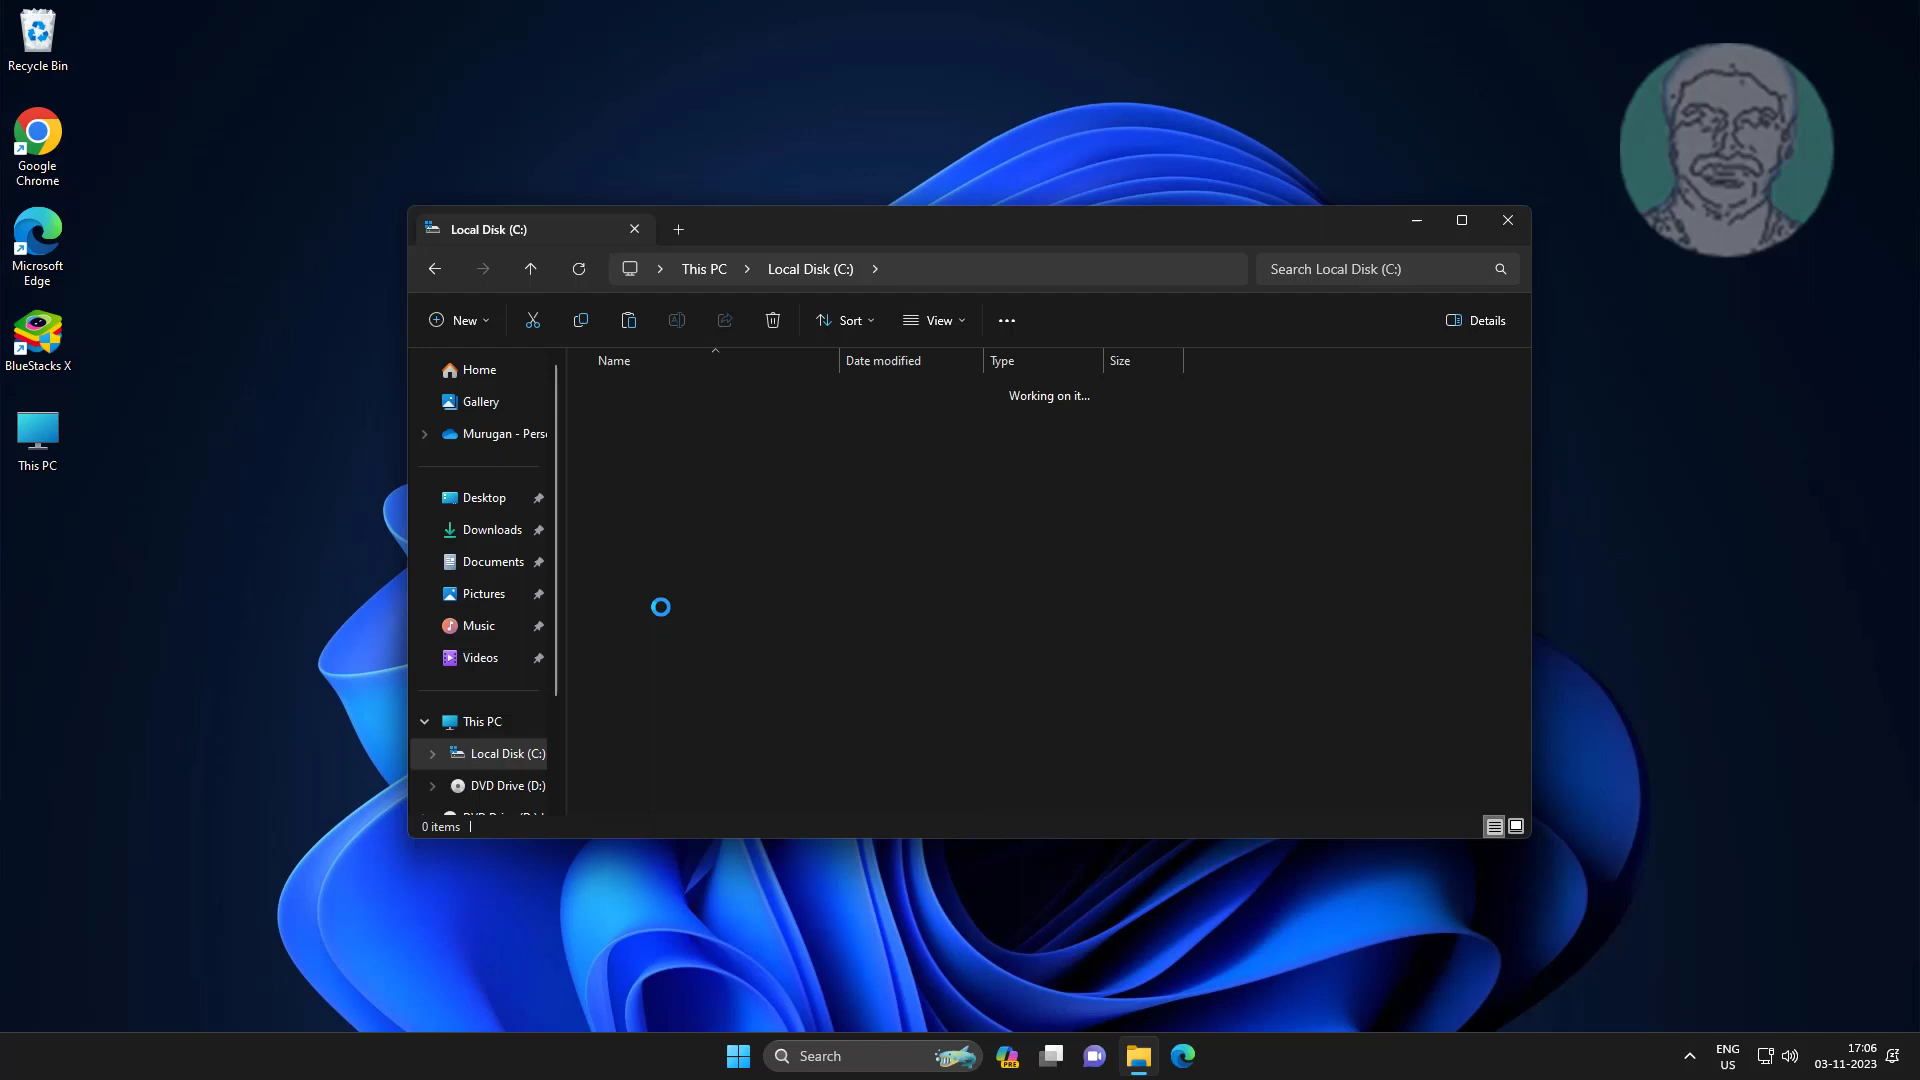 Recycle Bin
Google
Chrome
Microsoft
Edge
BlueStacks X
This PC
Local Disk (C:)
This PC
Local Disk (C:)
Search Local Disk (C:)
New
Sort
View
Details
Home
Gallery
Murugan - Pers
Desktop
Downloads
Documents
Pictures
Music
Videos
This PC
Local Disk (C:)
DVD Drive (D:)
Name
Date modified
Type
Size
Working on it...
0 items
Search
PRE
ENG
US
17:06
03-11-2023